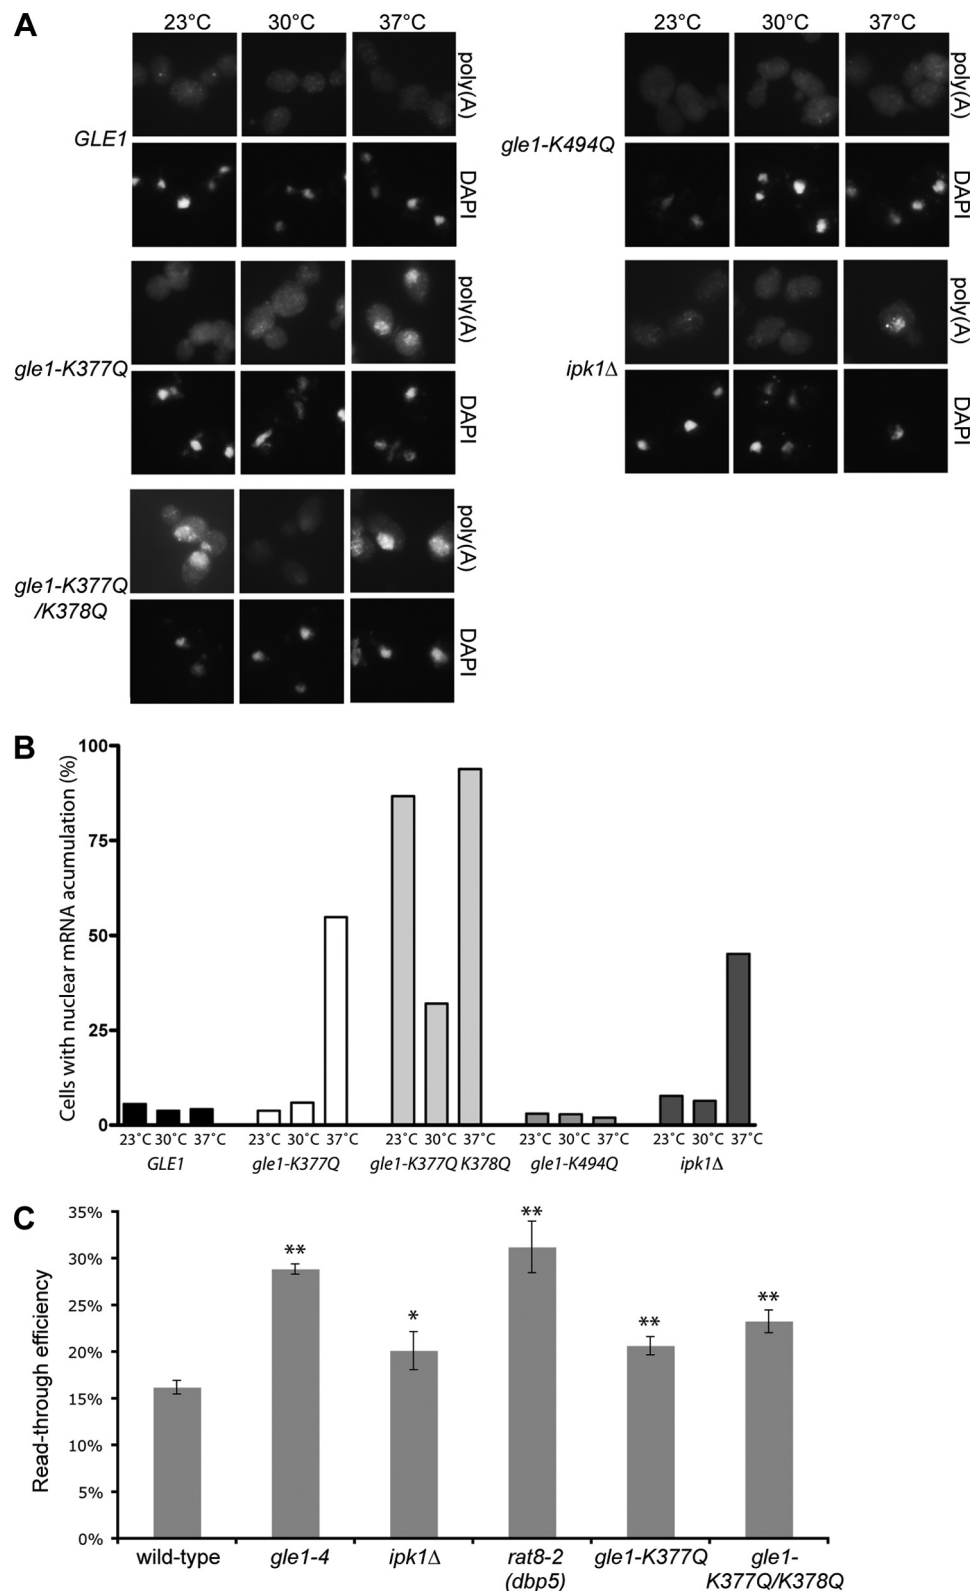 A
23°C 30°C 37°C
GLE1
poly(A)
DAPI
gle1-K377Q
poly(A)
DAPI
gle1-K377Q
/K378Q
poly(A)
DAPI
23°C 30°C 37°C
gle1-K494Q
poly(A)
DAPI
ipk1Δ
poly(A)
DAPI
B
Cells with nuclear mRNA acumulation (%)
100
75
50
25
0
23°C 30°C 37°C 23°C 30°C 37°C 23°C 30°C 37°C 23°C 30°C 37°C 23°C 30°C 37°C
GLE1 gle1-K377Q gle1-K377Q K378Q gle1-K494Q ipk1Δ
C
Read-through efficiency
35%
30%
25%
20%
15%
10%
5%
0%
** * ** ** **
wild-type gle1-4 ipk1Δ rat8-2 gle1-K377Q gle1-
(dbp5) K377Q/K378Q